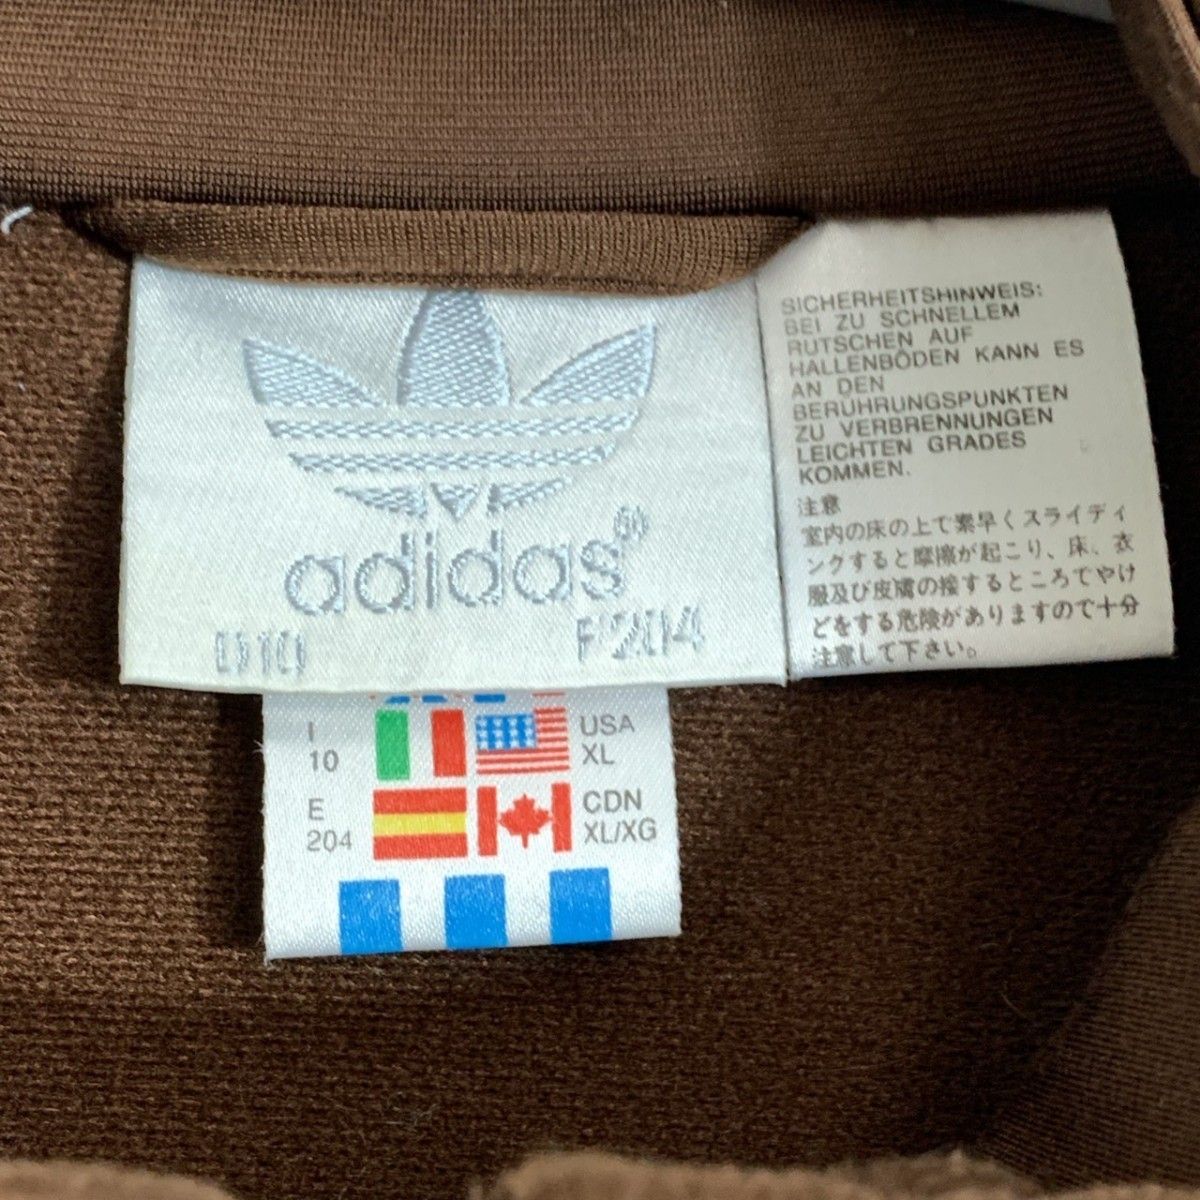 adidas®
D10 F204
SICHERHEITSHINWEIS:
BEI ZU SCHNELLEM
RUTSCHEN AUF
HALLENBÖDEN KANN ES
AN DEN
BERÜHRUNGSPUNKTEN
ZU VERBRENNUNGEN
LEICHTEN GRADES
KOMMEN.
注意
室内の床の上で素早くスライディ
ングすると摩擦が起こり、床、衣
服及び皮膚の接するところでやけ
どをする危険がありますので十分
注意して下さい。
I
10
USA
XL
E
204
CDN
XL/XG